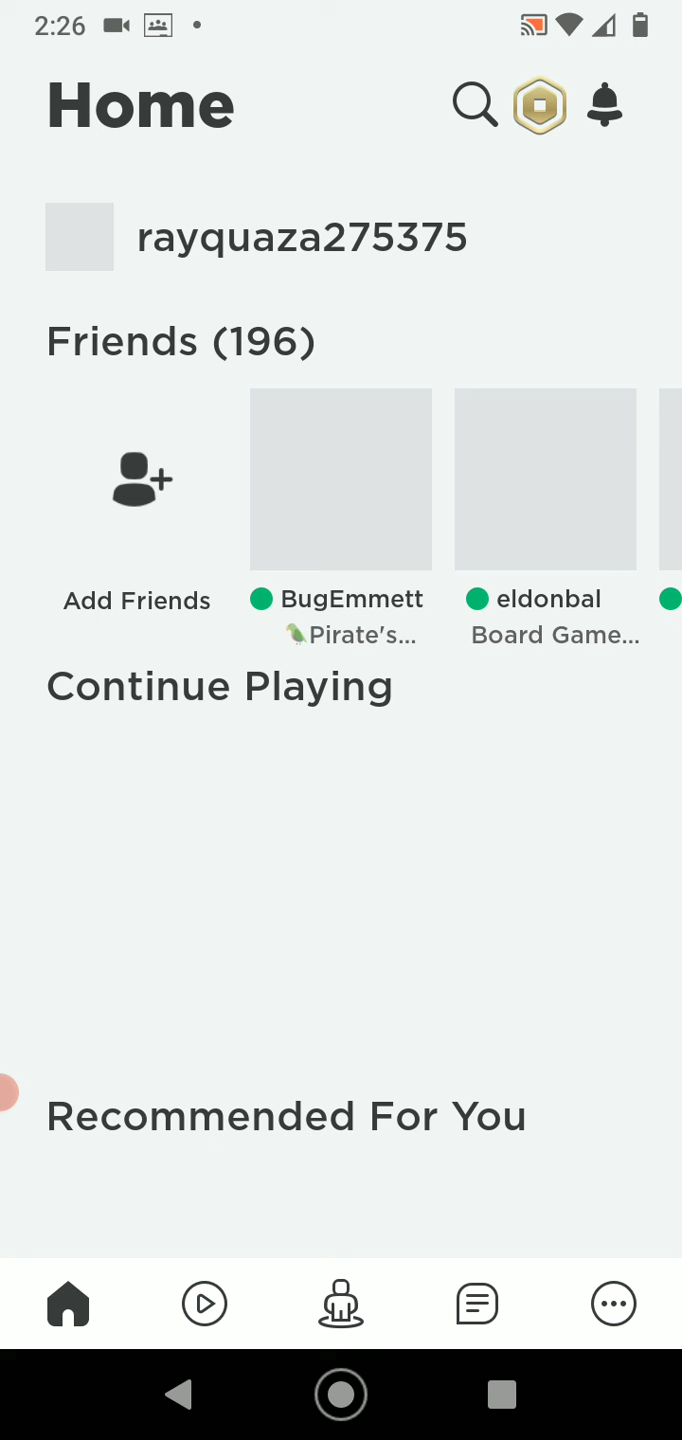 2:26
Home
rayquaza275375
Friends (196)
Add Friends
BugEmmett
eldonbal
Pirate's...
Board Game...
Continue Playing
Recommended For You